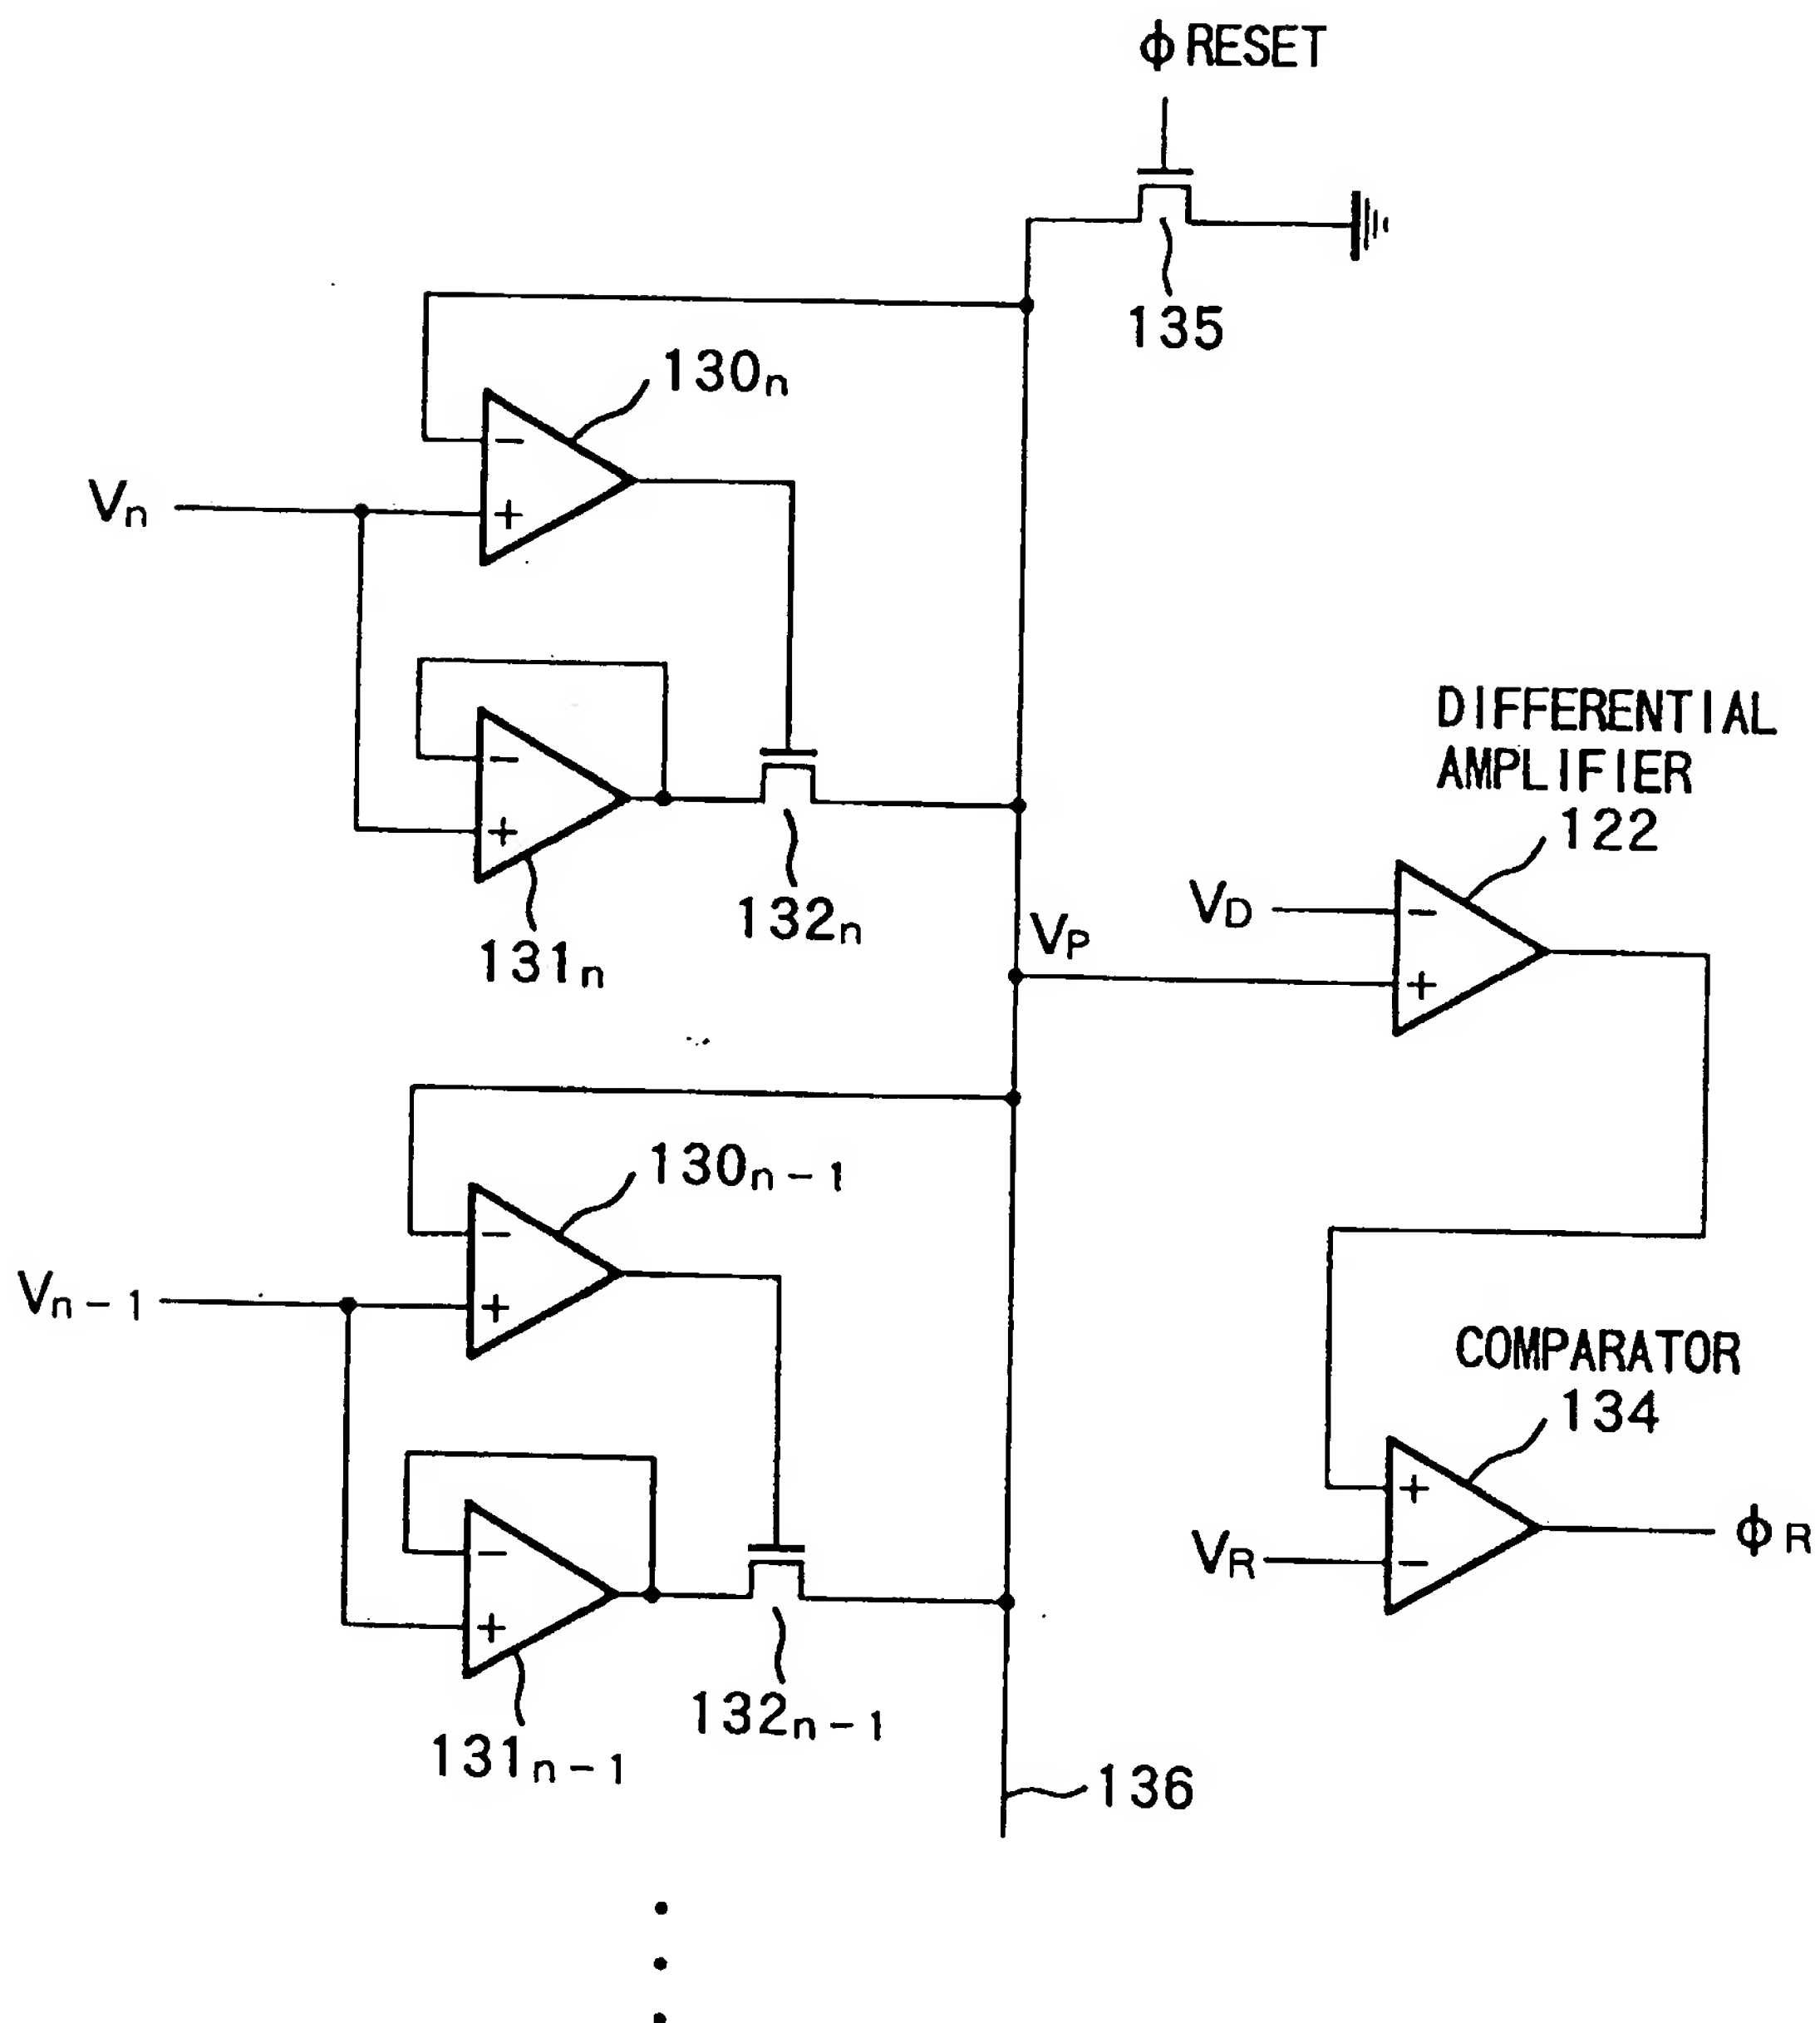 ϕ RESET
135
130n
−
Vn
+
−
+
132n
131n
DIFFERENTIAL
AMPLIFIER
122
VD
−
VP
+
130n−1
−
Vn−1
+
COMPARATOR
134
+
−
VR
−
ϕR
+
132n−1
131n−1
136